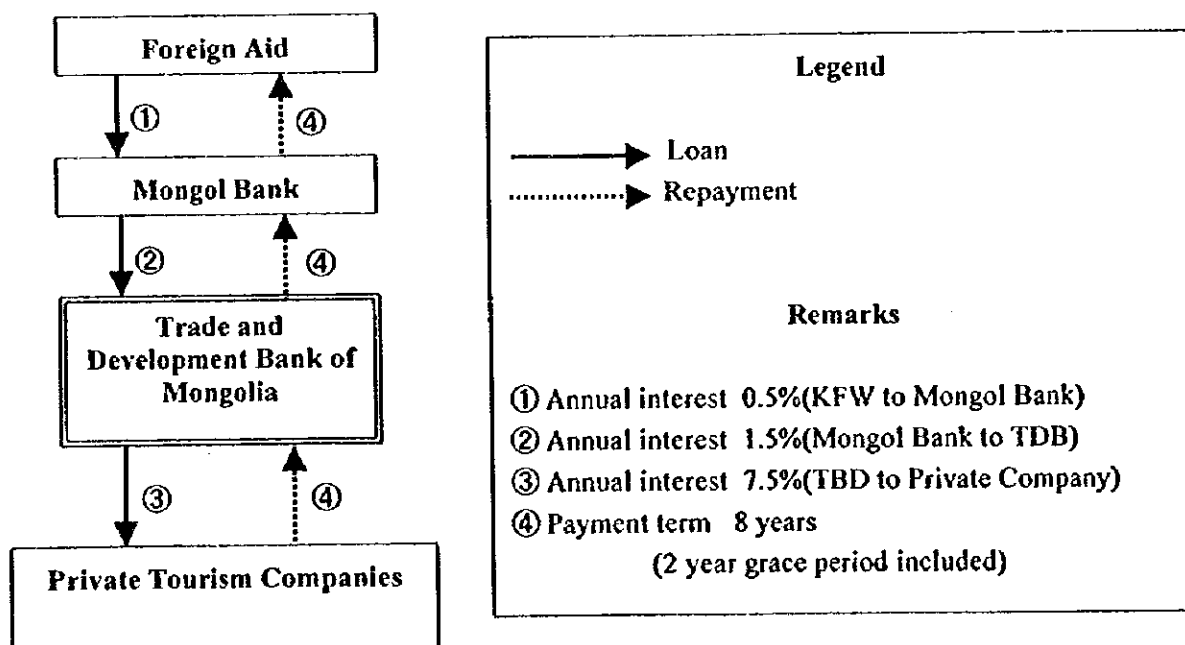 Foreign Aid
①
④
Mongol Bank
②
④
Trade and
Development Bank of
Mongolia
③
④
Private Tourism Companies
Legend
Loan
Repayment
Remarks
① Annual interest 0.5%(KFW to Mongol Bank)
② Annual interest 1.5%(Mongol Bank to TDB)
③ Annual interest 7.5%(TBD to Private Company)
④ Payment term 8 years
(2 year grace period included)